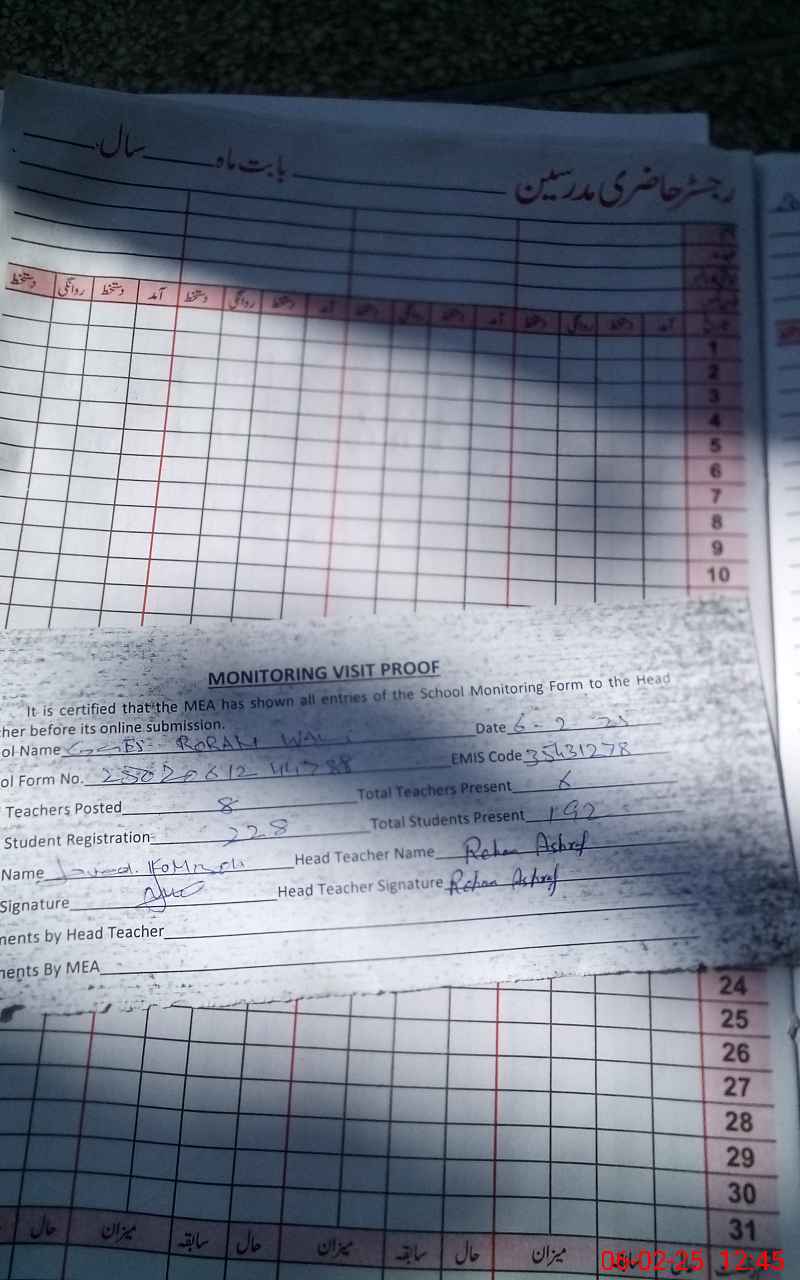 رجسٹر حاضری مدرسین بابت ماہ سال
آمد دستخط روانگی دستخط آمد دستخط روانگی دستخط آمد دستخط روانگی دستخط آمد دستخط روانگی دستخط
1
2
3
4
5
6
7
8
9
10
MONITORING VISIT PROOF
It is certified that the MEA has shown all entries of the School Monitoring Form to the Head
cher before its online submission.
ol Name RORAN WALI Date 6-2-25
ol Form No. EMIS Code 35431278
Teachers Posted 8 Total Teachers Present 6
Student Registration 228 Total Students Present 192
Name Head Teacher Name Rehan Ashraf
Signature Head Teacher Signature Rehan Ashraf
ments by Head Teacher
ments By MEA
24
25
26
27
28
29
30
31
میزان حال سابقہ میزان حال سابقہ میزان حال
06-02-25 12:45